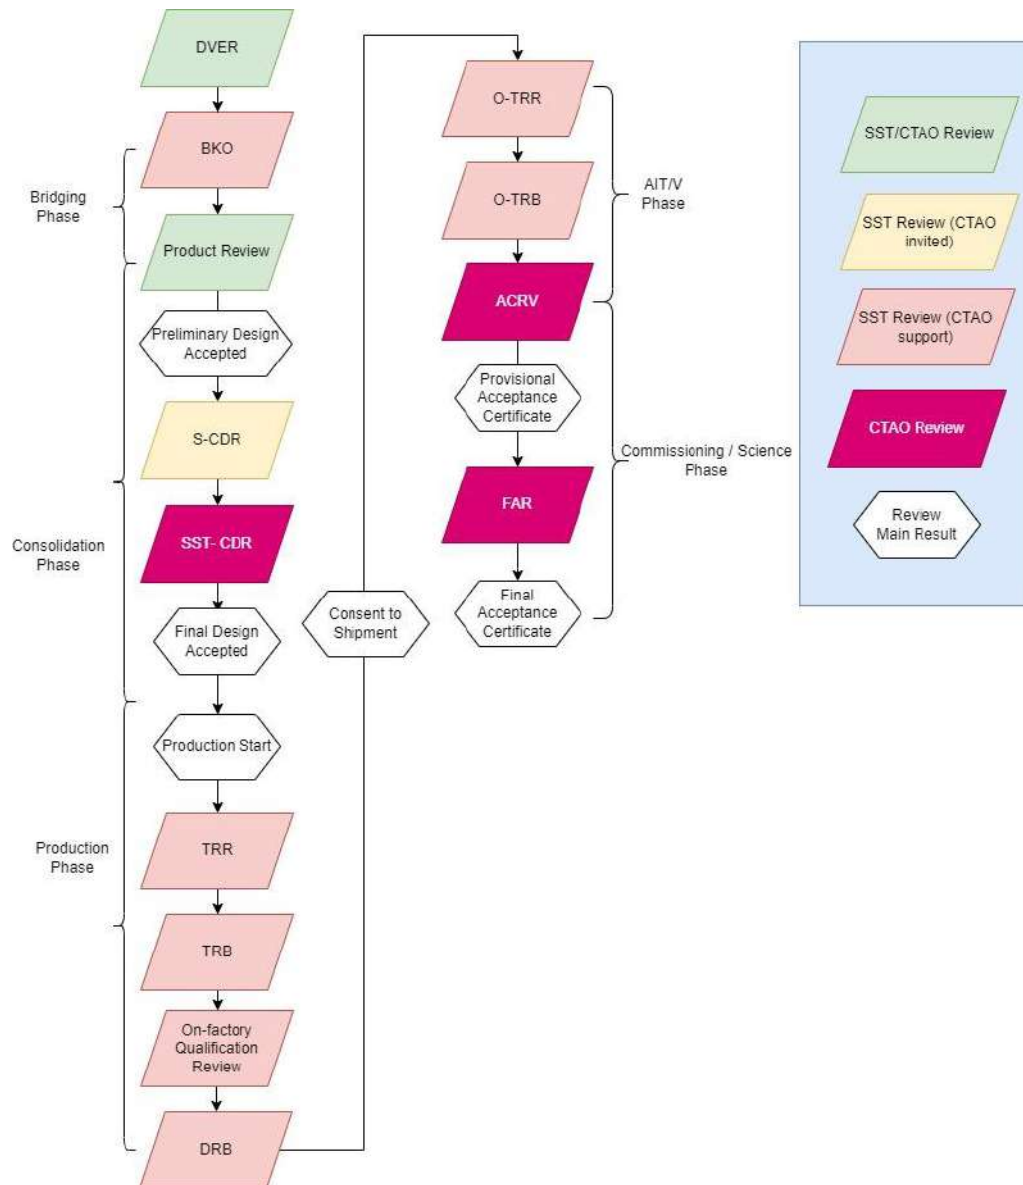 DVER
BKO
Bridging
Phase
Product Review
Preliminary Design
Accepted
S-CDR
SST- CDR
Consolidation
Phase
Final Design
Accepted
Production Start
TRR
Production
Phase
TRB
On-factory
Qualification
Review
DRB
Consent to
Shipment
O-TRR
O-TRB
AIT/V
Phase
ACRV
Provisional
Acceptance
Certificate
Commissioning / Science
Phase
FAR
Final
Acceptance
Certificate
SST/CTAO Review
SST Review (CTAO
invited)
SST Review (CTAO
support)
CTAO Review
Review
Main Result